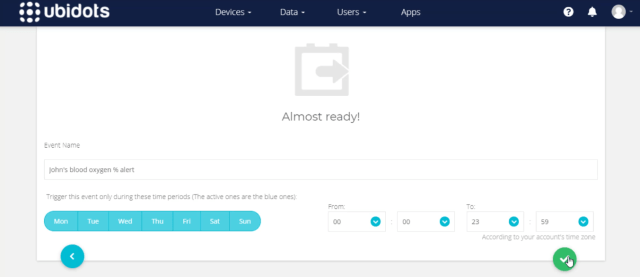 ubidots Devices Data Users Apps
Almost ready!
Event Name
John's blood oxygen % alert
Trigger this event only during these time periods (The active ones are the blue ones):
From: To:
Mon Tue Wed Thu Fri Sat Sun 00 00 23 59
According to your account's time zone